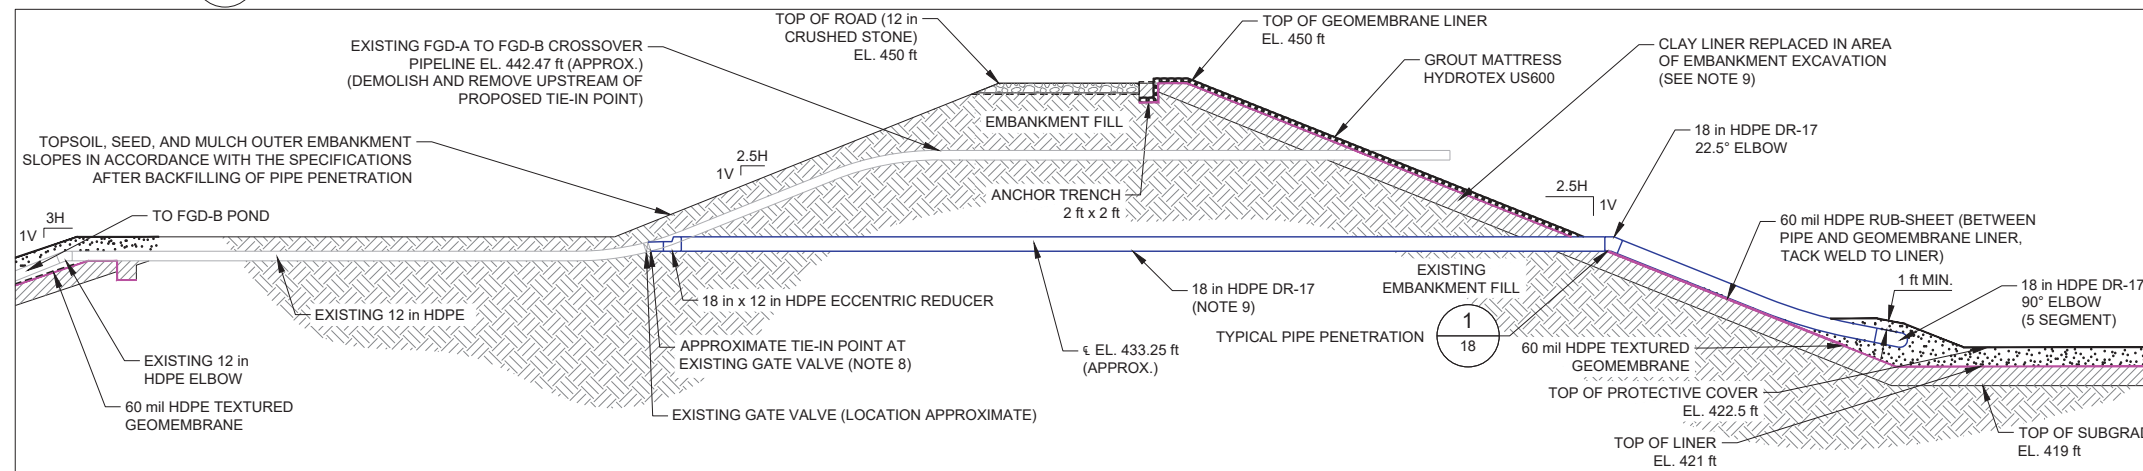 TOP OF ROAD (12 in
CRUSHED STONE)
EL. 450 ft
TOP OF GEOMEMBRANE LINER
EL. 450 ft
EXISTING FGD-A TO FGD-B CROSSOVER
PIPELINE EL. 442.47 ft (APPROX.)
(DEMOLISH AND REMOVE UPSTREAM OF
PROPOSED TIE-IN POINT)
GROUT MATTRESS
HYDROTEX US600
CLAY LINER REPLACED IN AREA
OF EMBANKMENT EXCAVATION
(SEE NOTE 9)
EMBANKMENT FILL
TOPSOIL, SEED, AND MULCH OUTER EMBANKMENT
SLOPES IN ACCORDANCE WITH THE SPECIFICATIONS
AFTER BACKFILLING OF PIPE PENETRATION
18 in HDPE DR-17
22.5° ELBOW
2.5H
1V
ANCHOR TRENCH
2 ft x 2 ft
2.5H
1V
3H
1V
TO FGD-B POND
60 mil HDPE RUB-SHEET (BETWEEN
PIPE AND GEOMEMBRANE LINER,
TACK WELD TO LINER)
EXISTING
EMBANKMENT FILL
1 ft MIN.
18 in HDPE DR-17
90° ELBOW
(5 SEGMENT)
EXISTING 12 in HDPE
18 in x 12 in HDPE ECCENTRIC REDUCER
18 in HDPE DR-17
(NOTE 9)
TYPICAL PIPE PENETRATION
1
18
EXISTING 12 in
HDPE ELBOW
APPROXIMATE TIE-IN POINT AT
EXISTING GATE VALVE (NOTE 8)
℄ EL. 433.25 ft
(APPROX.)
60 mil HDPE TEXTURED
GEOMEMBRANE
TOP OF PROTECTIVE COVER
EL. 422.5 ft
60 mil HDPE TEXTURED
GEOMEMBRANE
EXISTING GATE VALVE (LOCATION APPROXIMATE)
TOP OF LINER
EL. 421 ft
TOP OF SUBGRAD
EL. 419 ft